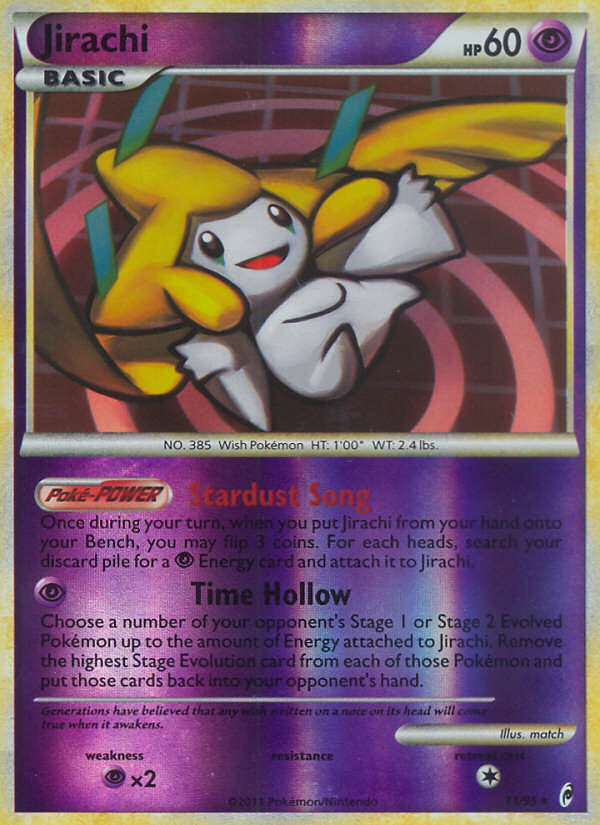 Jirachi HP60
BASIC
NO. 385 Wish Pokémon HT: 1'00" WT: 2.4 lbs.
Poké-POWER Stardust Song
Once during your turn, when you put Jirachi from your hand onto
your Bench, you may flip 3 coins. For each heads, search your
discard pile for a Energy card and attach it to Jirachi.
Time Hollow
Choose a number of your opponent's Stage 1 or Stage 2 Evolved
Pokémon up to the amount of Energy attached to Jirachi. Remove
the highest Stage Evolution card from each of those Pokémon and
put those cards back into your opponent's hand.
Generations have believed that any wish written on a note on its head will come
true when it awakens.
Illus. match
weakness resistance retreat cost
×2
©2011 Pokémon/Nintendo 11/95 ★